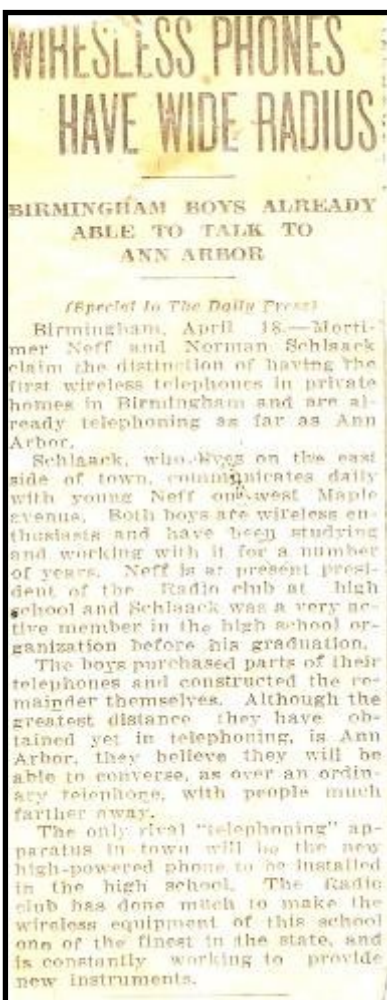 WIRESLESS PHONES
HAVE WIDE RADIUS
BIRMINGHAM BOYS ALREADY
ABLE TO TALK TO
ANN ARBOR
(Special to The Daily Press)
Birmingham, April 18.—Morti-
mer Neff and Norman Schlaack
claim the distinction of having the
first wireless telephones in private
homes in Birmingham and are al-
ready telephoning as far as Ann
Arbor.
Schlaack, who lives on the east
side of town, communicates daily
with young Neff on west Maple
avenue. Both boys are wireless en-
thusiasts and have been studying
and working with it for a number
of years. Neff is at present presi-
dent of the Radio club at high
school and Schlaack was a very ac-
tive member in the high school or-
ganization before his graduation.
The boys purchased parts of their
telephones and constructed the re-
mainder themselves. Although the
greatest distance they have ob-
tained yet in telephoning, is Ann
Arbor, they believe they will be
able to converse, as over an ordin-
ary telephone, with people much
farther away.
The only rival "telephoning" ap-
paratus in town will be the new
high-powered phone to be installed
in the high school. The Radio
club has done much to make the
wireless equipment of this school
one of the finest in the state, and
is constantly working to provide
new instruments.